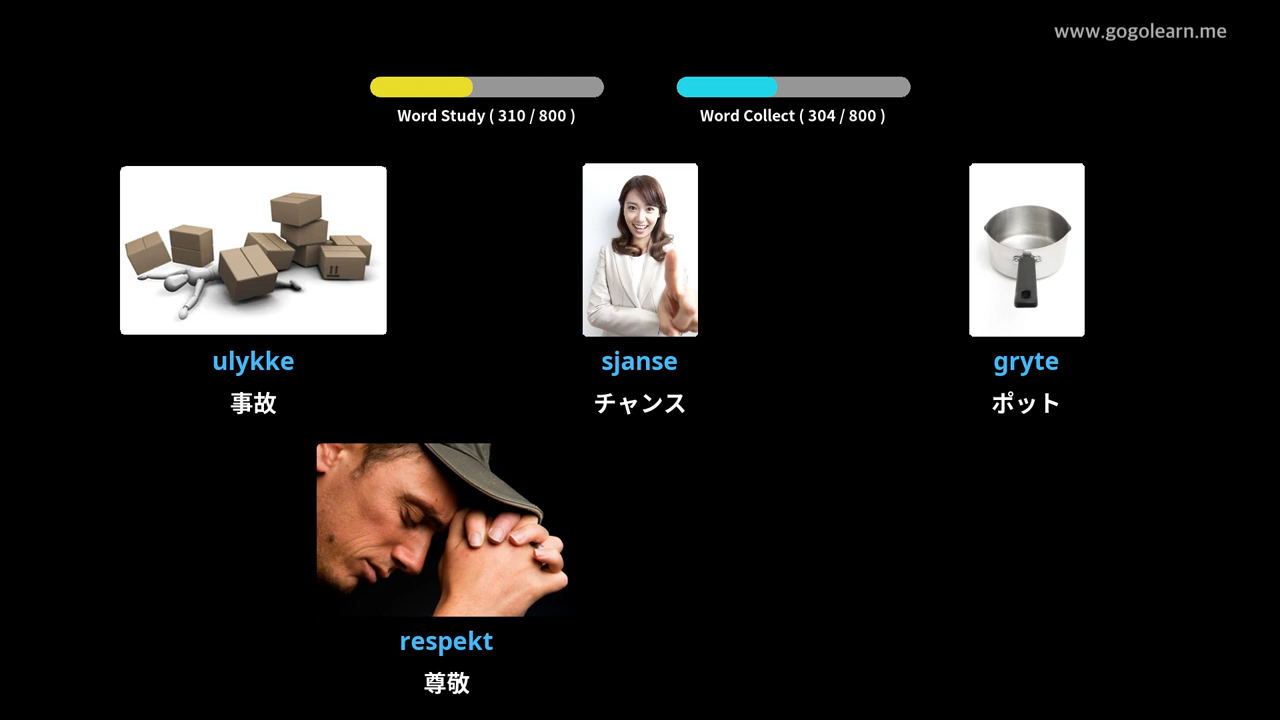 www.gogolearn.me
Word Study ( 310 / 800 )
Word Collect ( 304 / 800 )
ulykke
事故
sjanse
チャンス
gryte
ポット
respekt
尊敬